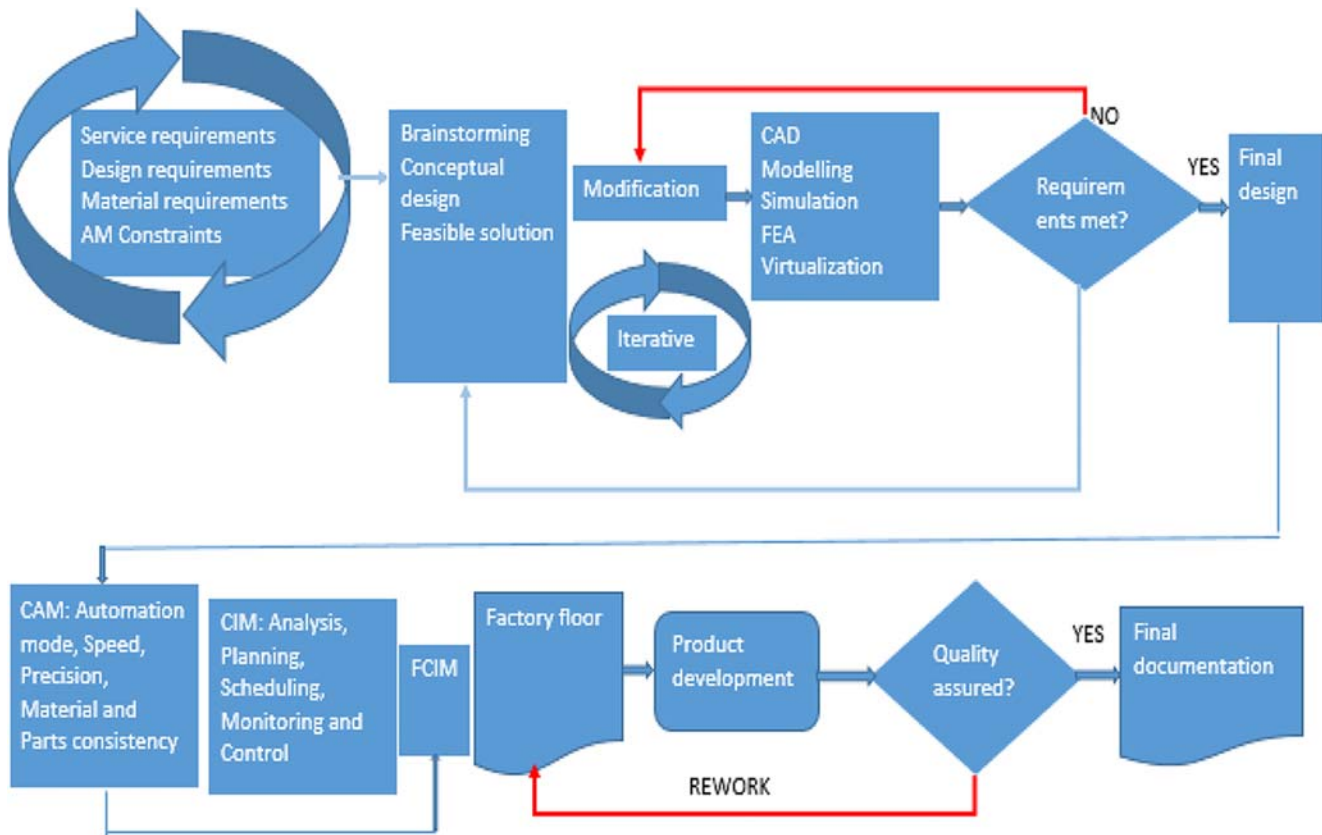 Service requirements
Design requirements
Material requirements
AM Constraints
Brainstorming
Conceptual
design
Feasible solution
Modification
Iterative
CAD
Modelling
Simulation
FEA
Virtualization
NO
Requirem
ents met?
YES
Final
design
CAM: Automation
mode, Speed,
Precision,
Material and
Parts consistency
CIM: Analysis,
Planning,
Scheduling,
Monitoring and
Control
FCIM
Factory floor
Product
development
Quality
assured?
YES
Final
documentation
REWORK